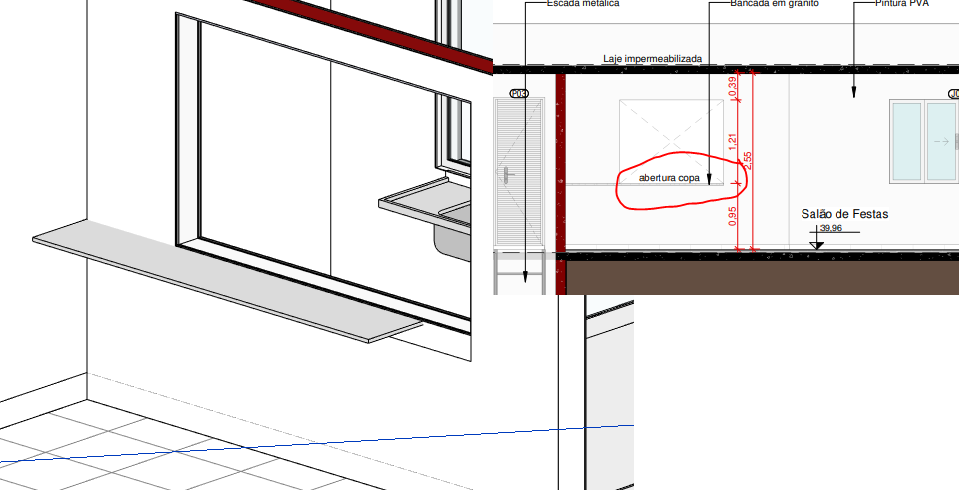 Escada metálica
Bancada em granito
Pintura PVA
Laje impermeabilizada
P03
0,39
1,21
2,55
abertura copa
0,95
Salão de Festas
39,96